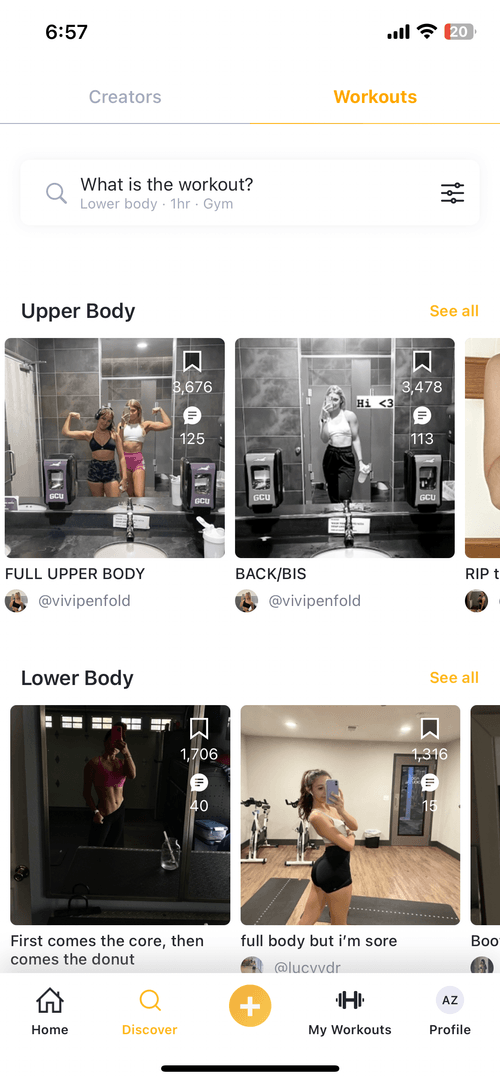 6:57
20
Creators
Workouts
What is the workout?
Lower body · 1hr · Gym
Upper Body
See all
3,676
125
GCU
GCU
3,478
Hi <3
113
GCU
GCU
FULL UPPER BODY
BACK/BIS
RIP t
@vivipenfold
@vivipenfold
Lower Body
See all
1,706
40
1,316
15
First comes the core, then
comes the donut
full body but i'm sore
Boo
@lucyydr
Home
Discover
My Workouts
AZ
Profile